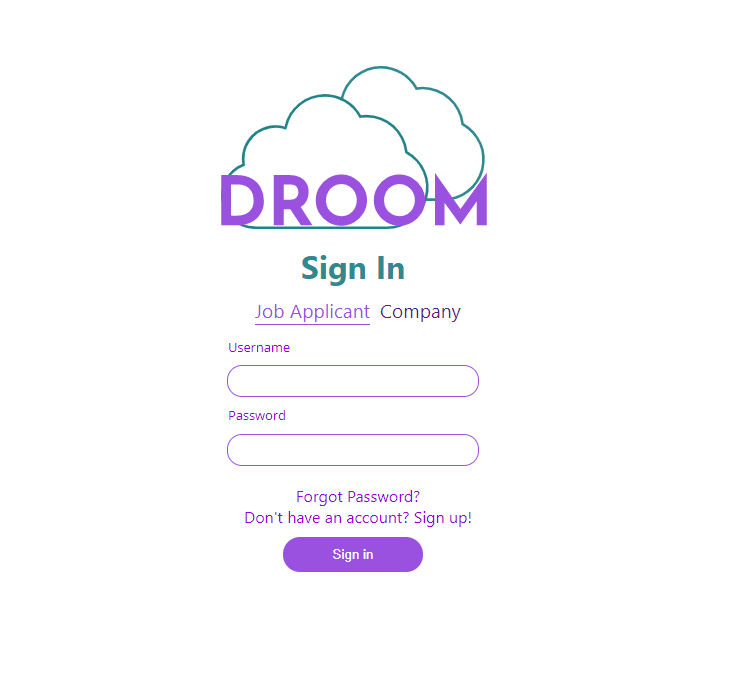 DROOM
Sign In
Job Applicant Company
Username
Password
Forgot Password?
Don't have an account? Sign up!
Sign in